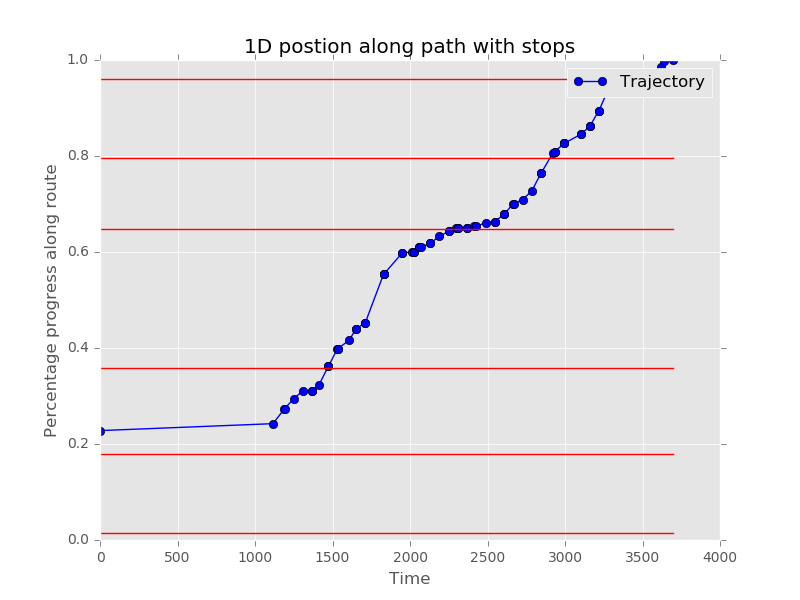 1D postion along path with stops
Trajectory
Percentage progress along route
1.0
0.8
0.6
0.4
0.2
0.0
0 500 1000 1500 2000 2500 3000 3500 4000
Time